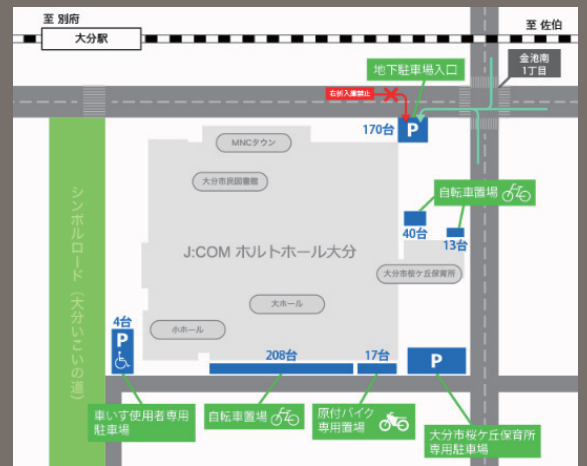 至 別府
大分駅
至 佐伯
金池南
1丁目
地下駐車場入口
右折入庫禁止
P
170台
MNCタウン
大分市民図書館
自転車置場
40台
13台
J:COM ホルトホール大分
大分市桜ケ丘保育所
大ホール
小ホール
シンボルロード（大分いこいの道）
4台
P
208台
17台
P
車いす使用者専用
駐車場
自転車置場
原付バイク
専用置場
大分市桜ケ丘保育所
専用駐車場